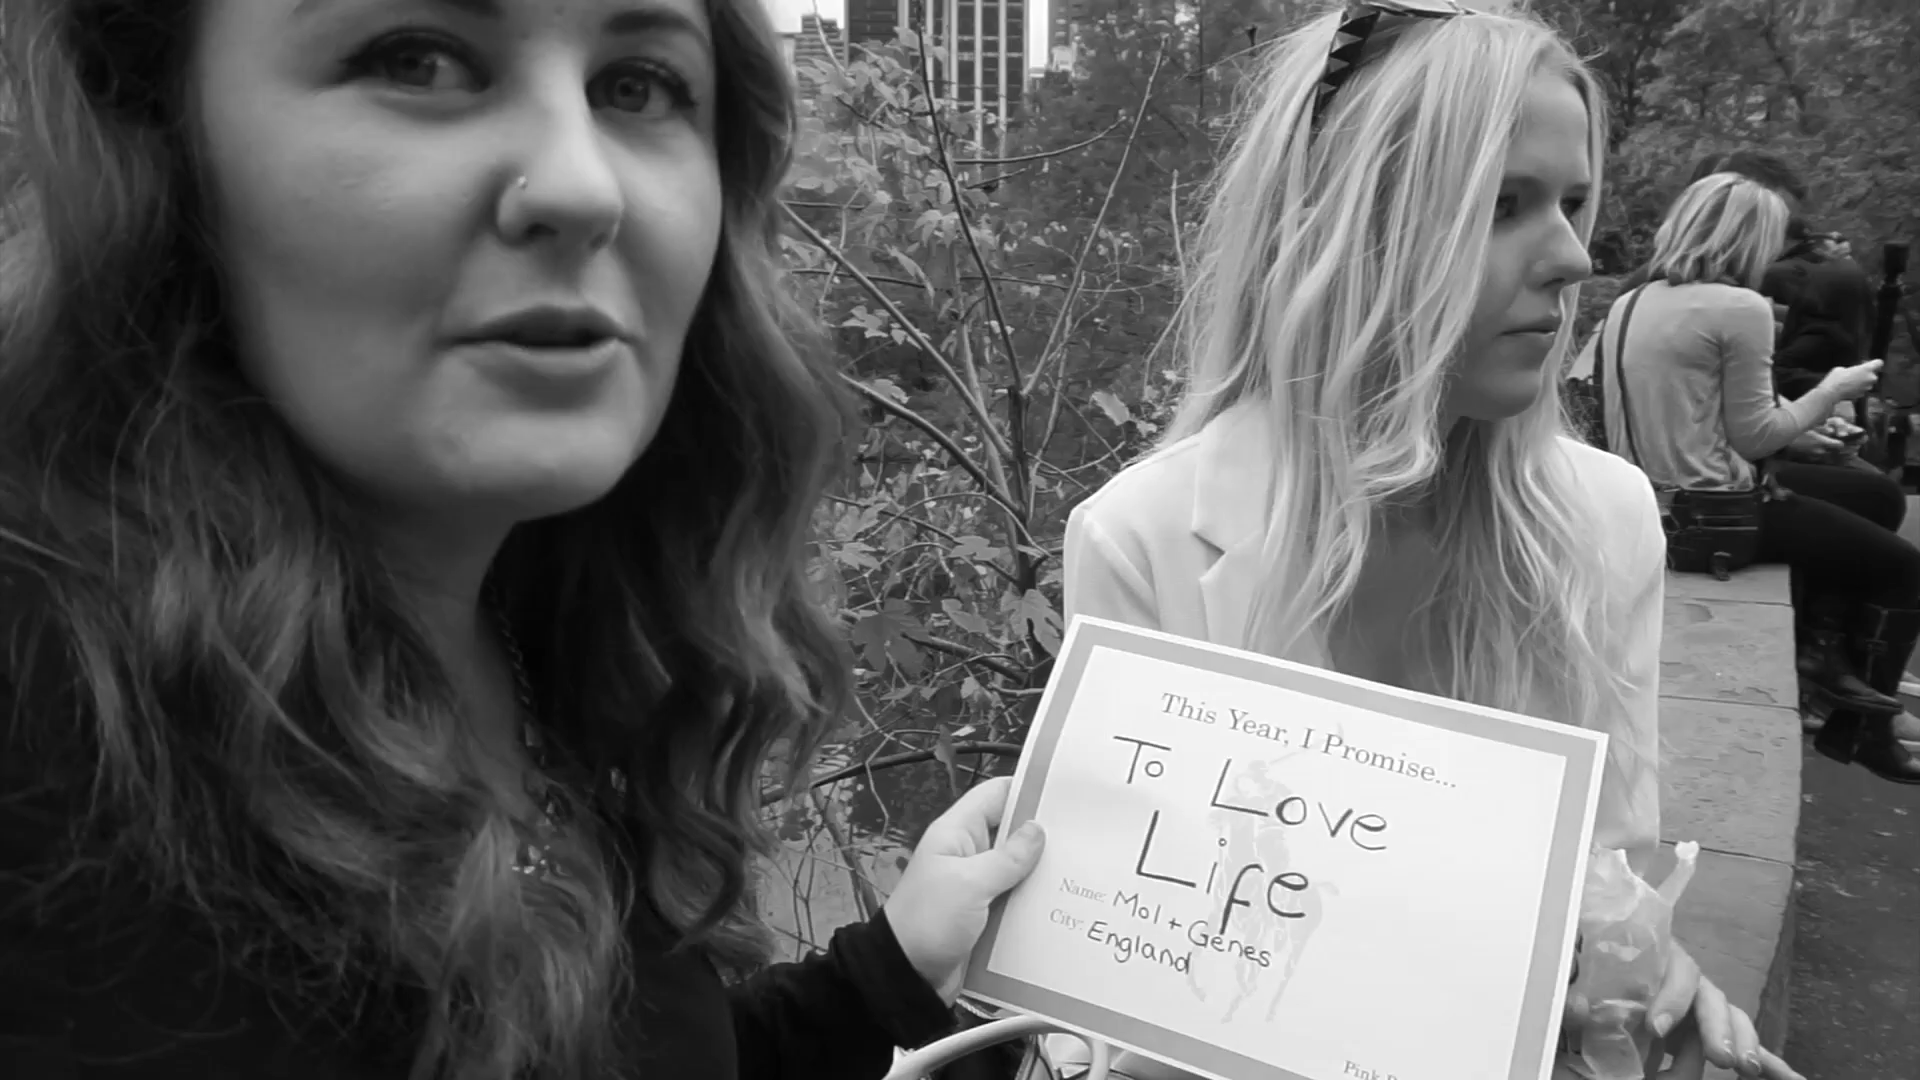 This Year, I Promise...
To Love
Life
Name: Mol + Genes
City: England
Pink